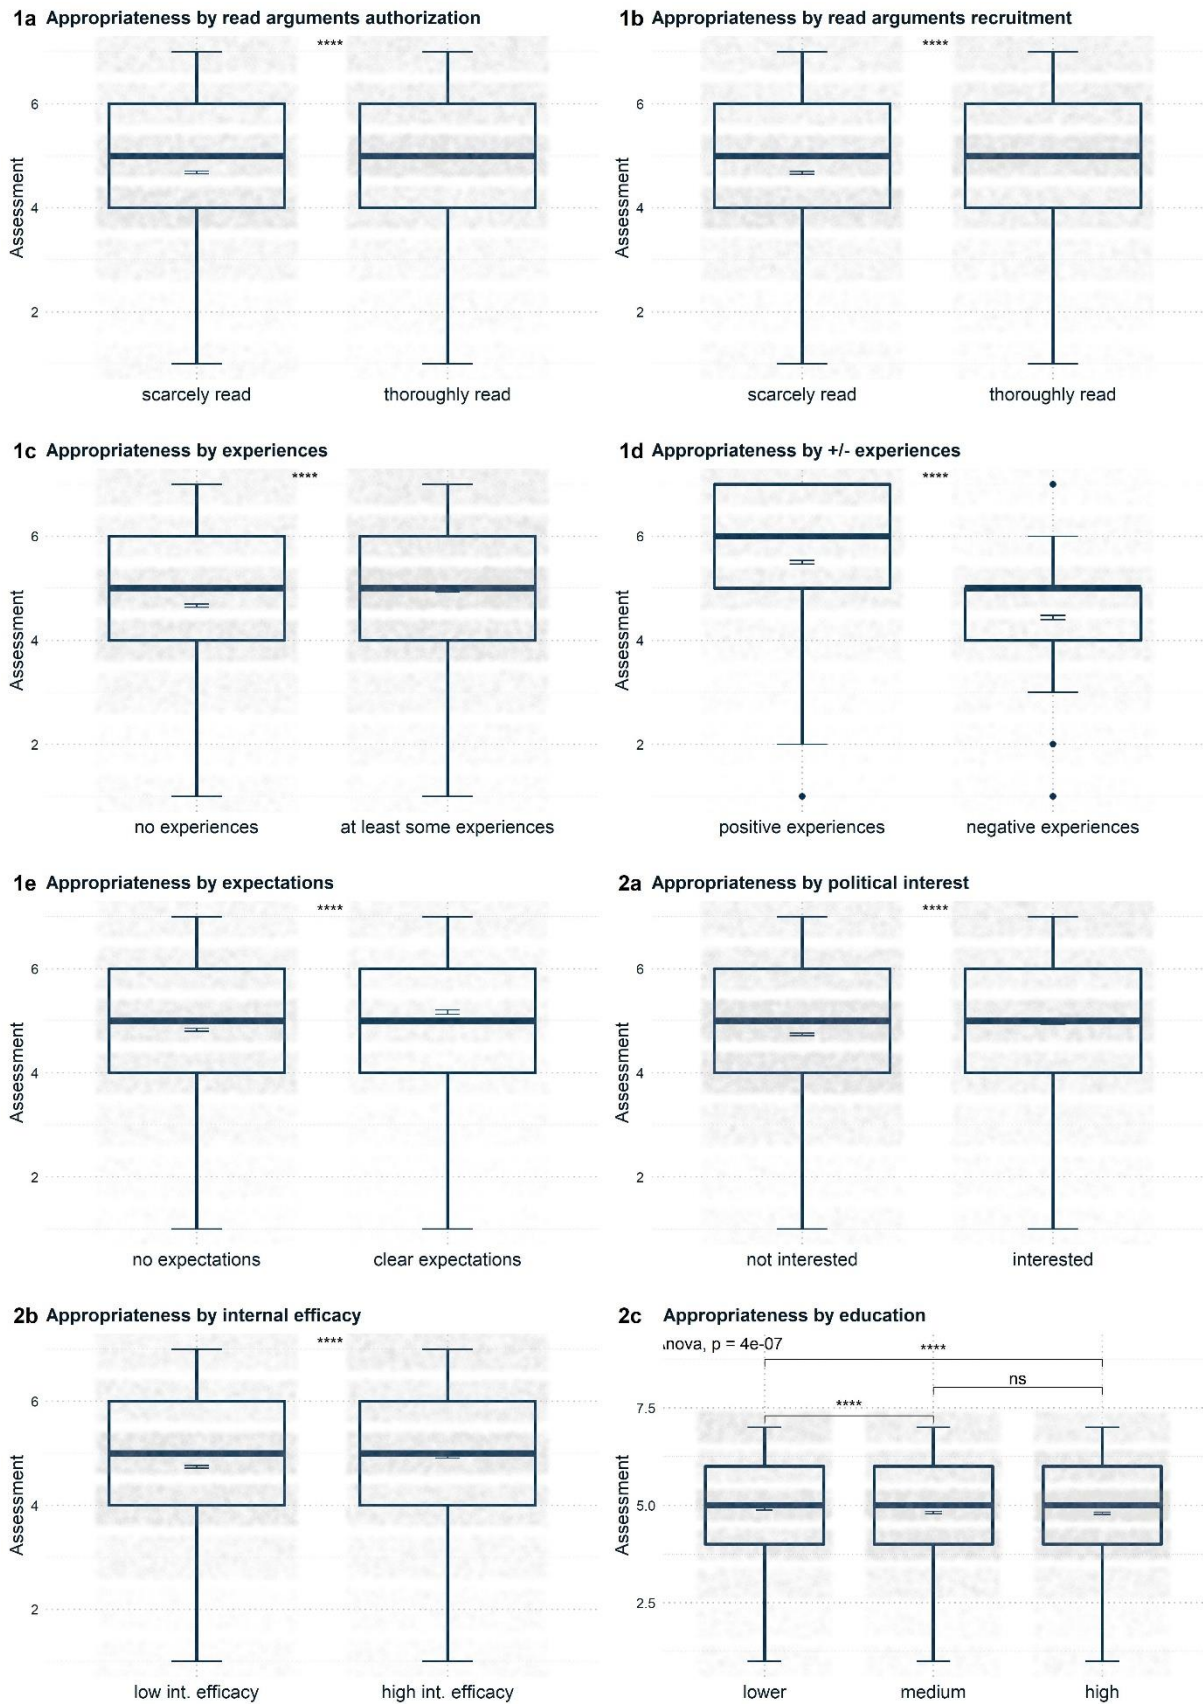 1a Appropriateness by read arguments authorization
****
Assessment
6
4
2
scarcely read
thoroughly read
1b Appropriateness by read arguments recruitment
****
Assessment
6
4
2
scarcely read
thoroughly read
1c Appropriateness by experiences
****
Assessment
6
4
2
no experiences
at least some experiences
1d Appropriateness by +/- experiences
****
Assessment
6
4
2
positive experiences
negative experiences
1e Appropriateness by expectations
****
Assessment
6
4
2
no expectations
clear expectations
2a Appropriateness by political interest
****
Assessment
6
4
2
not interested
interested
2b Appropriateness by internal efficacy
****
Assessment
6
4
2
low int. efficacy
high int. efficacy
2c Appropriateness by education
nova, p = 4e-07
****
ns
****
Assessment
7.5
5.0
2.5
lower
medium
high